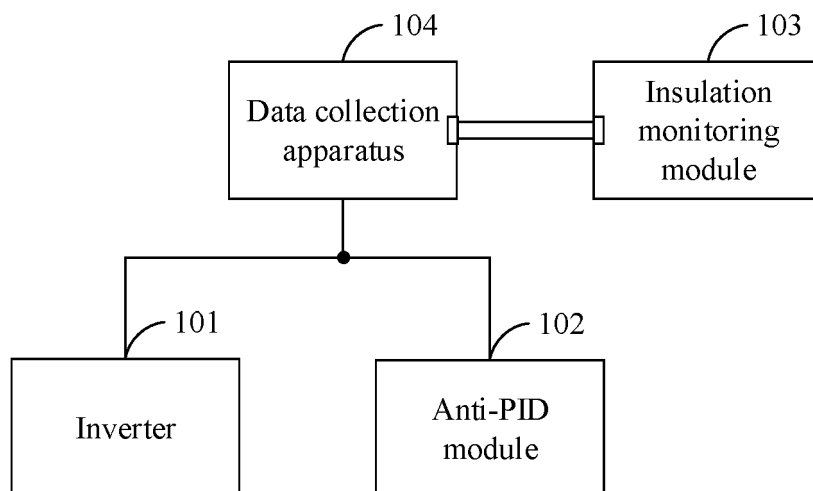 104
103
Data collection
apparatus
Insulation
monitoring
module
101
102
Inverter
Anti-PID
module